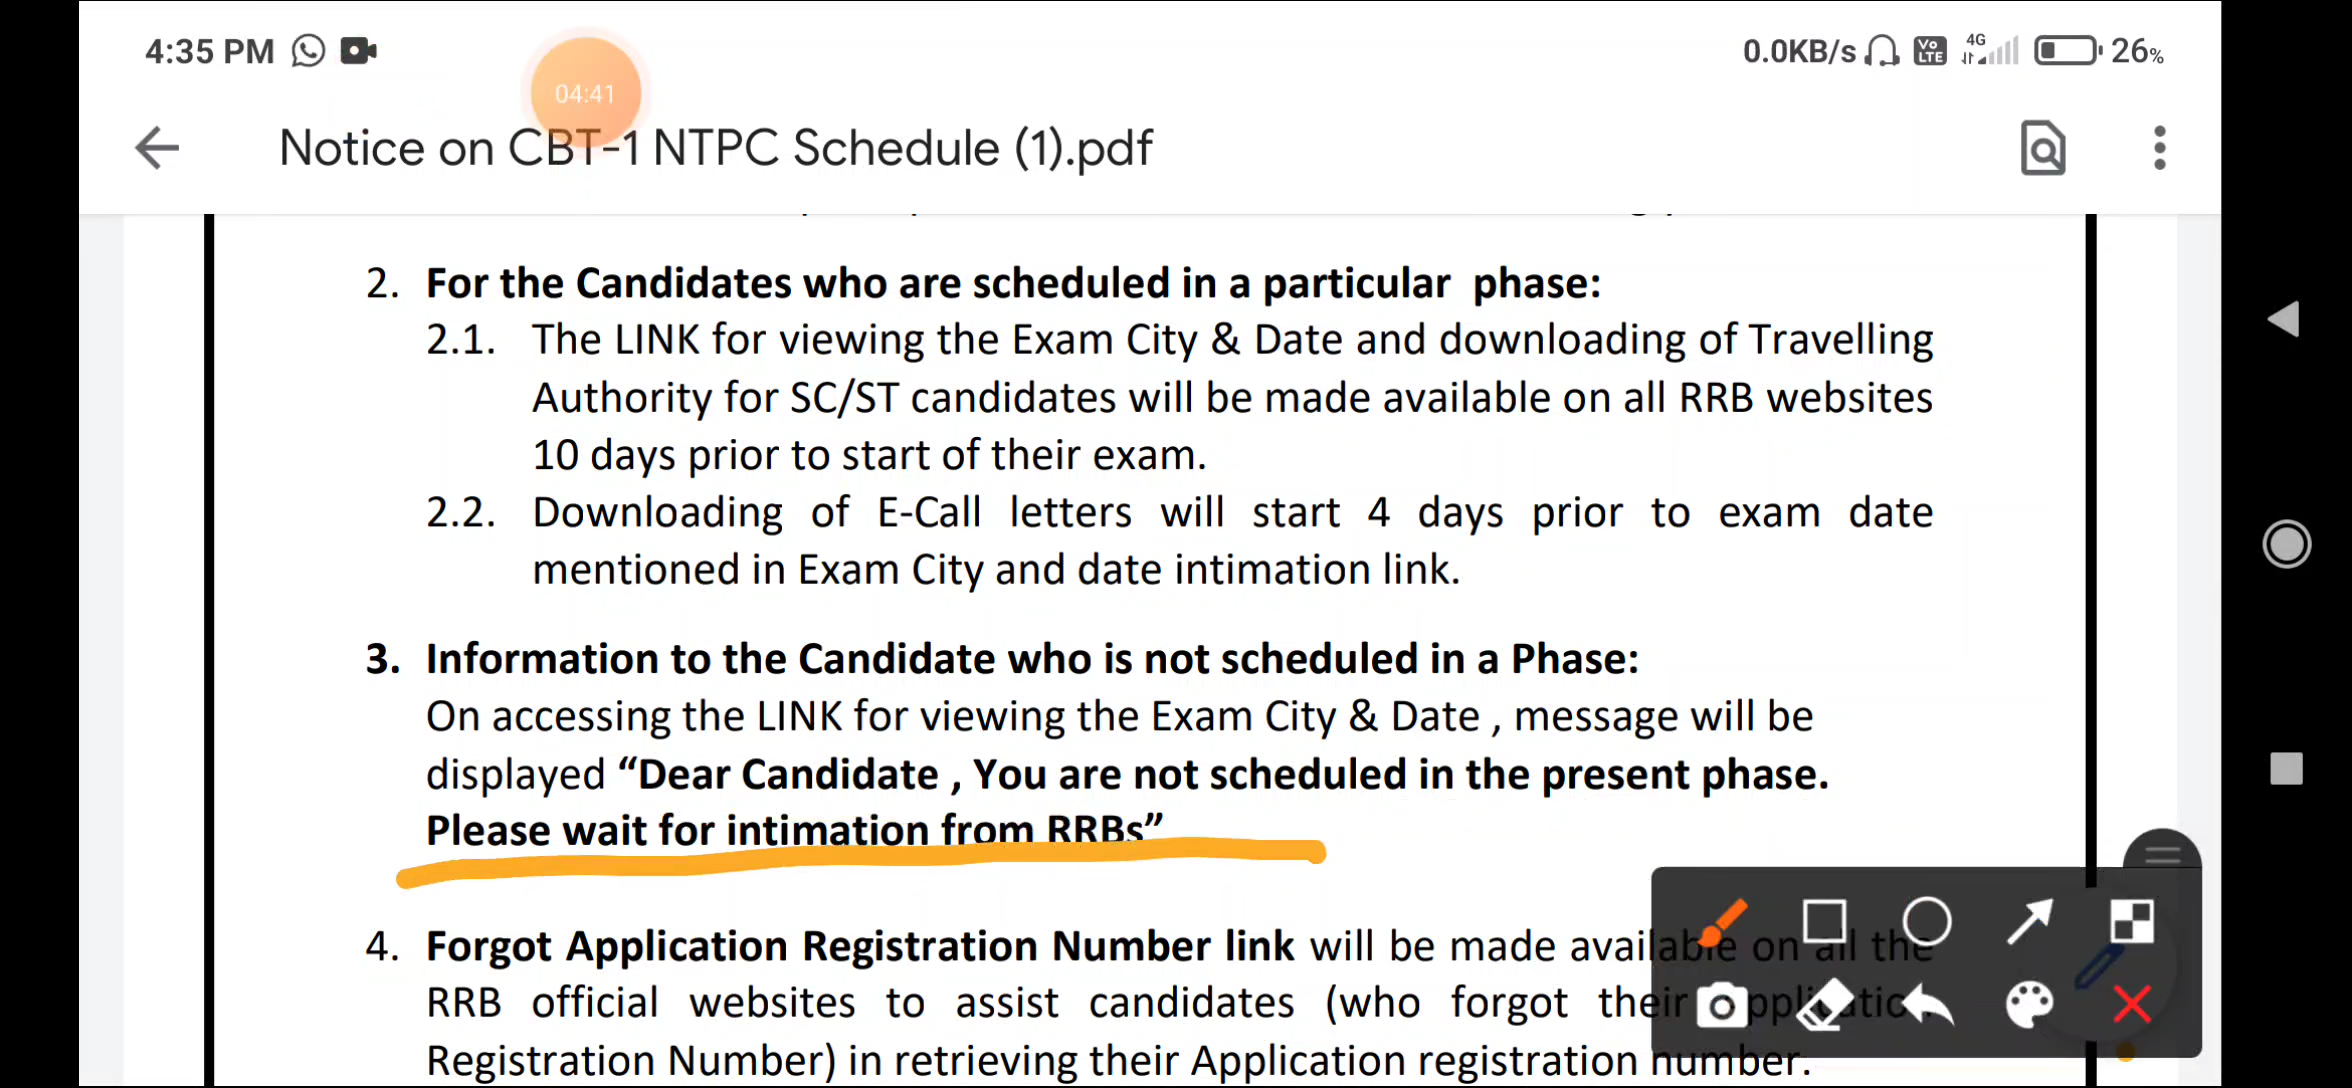 4:35 PM
0.0KB/s Vo LTE 4G 26%
04:41
Notice on CBT-1 NTPC Schedule (1).pdf
2. For the Candidates who are scheduled in a particular phase:
2.1. The LINK for viewing the Exam City & Date and downloading of Travelling
Authority for SC/ST candidates will be made available on all RRB websites
10 days prior to start of their exam.
2.2. Downloading of E-Call letters will start 4 days prior to exam date
mentioned in Exam City and date intimation link.
3. Information to the Candidate who is not scheduled in a Phase:
On accessing the LINK for viewing the Exam City & Date , message will be
displayed “Dear Candidate , You are not scheduled in the present phase.
Please wait for intimation from RRBs”
4. Forgot Application Registration Number link will be made available on all the
RRB official websites to assist candidates (who forgot their
Registration Number) in retrieving their Application registration number.